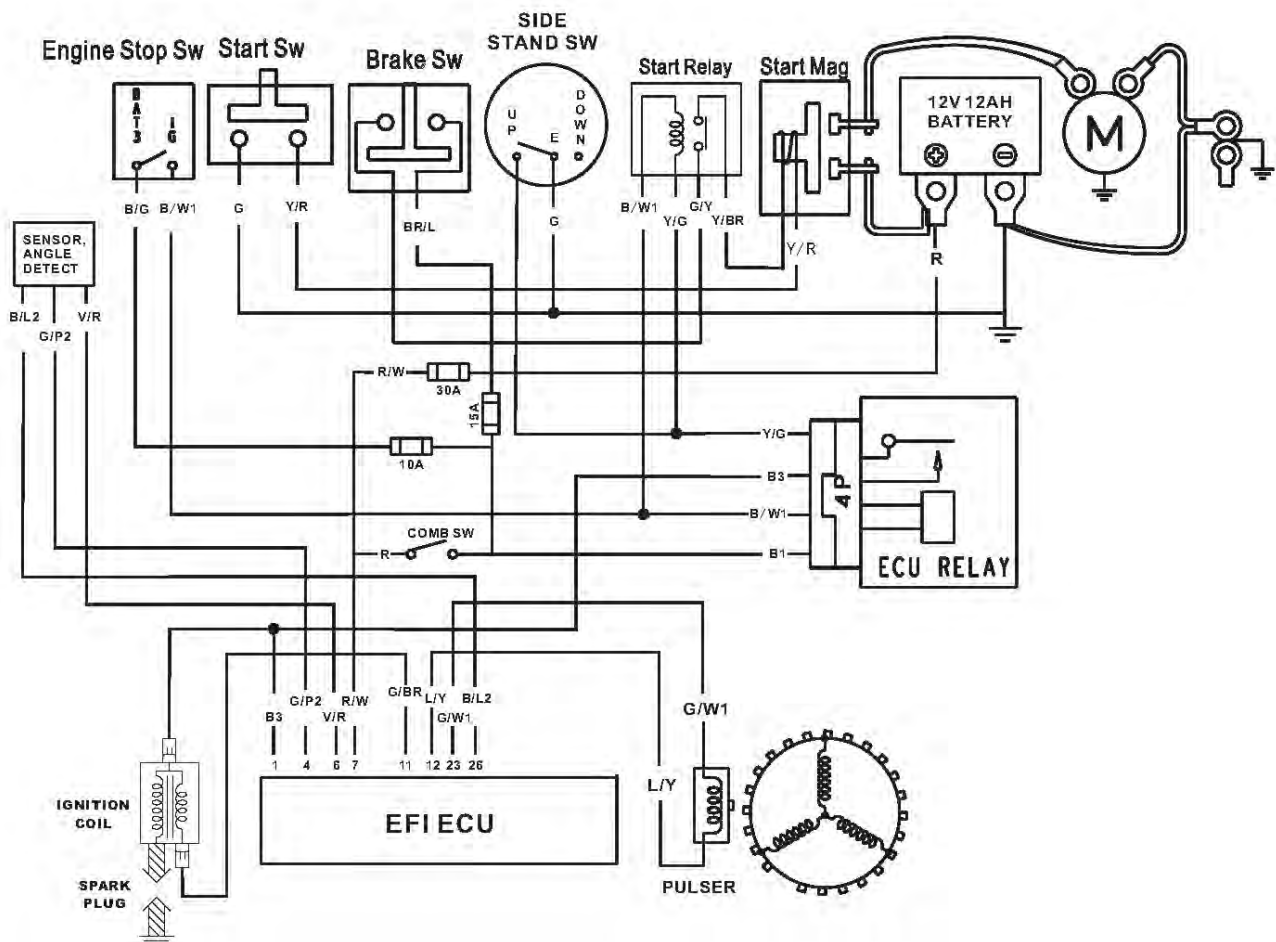 SIDE
STAND SW
Engine Stop Sw
Start Sw
Brake Sw
Start Relay
Start Mag
BAT3
IG
UP
E
DOWN
12V 12AH
BATTERY
M
B/G
B/W1
G
Y/R
BR/L
G
B/W1
Y/G
G/Y
Y/BR
Y/R
R
SENSOR,
ANGLE
DETECT
B/L2
G/P2
V/R
R/W
30A
15A
10A
Y/G
B3
B/W1
B1
4P
ECU RELAY
COMB SW
R
B3
G/P2
V/R
R/W
G/BR
L/Y
G/W1
B/L2
1
4
6
7
11
12
23
26
EFI ECU
G/W1
L/Y
PULSER
IGNITION
COIL
SPARK
PLUG